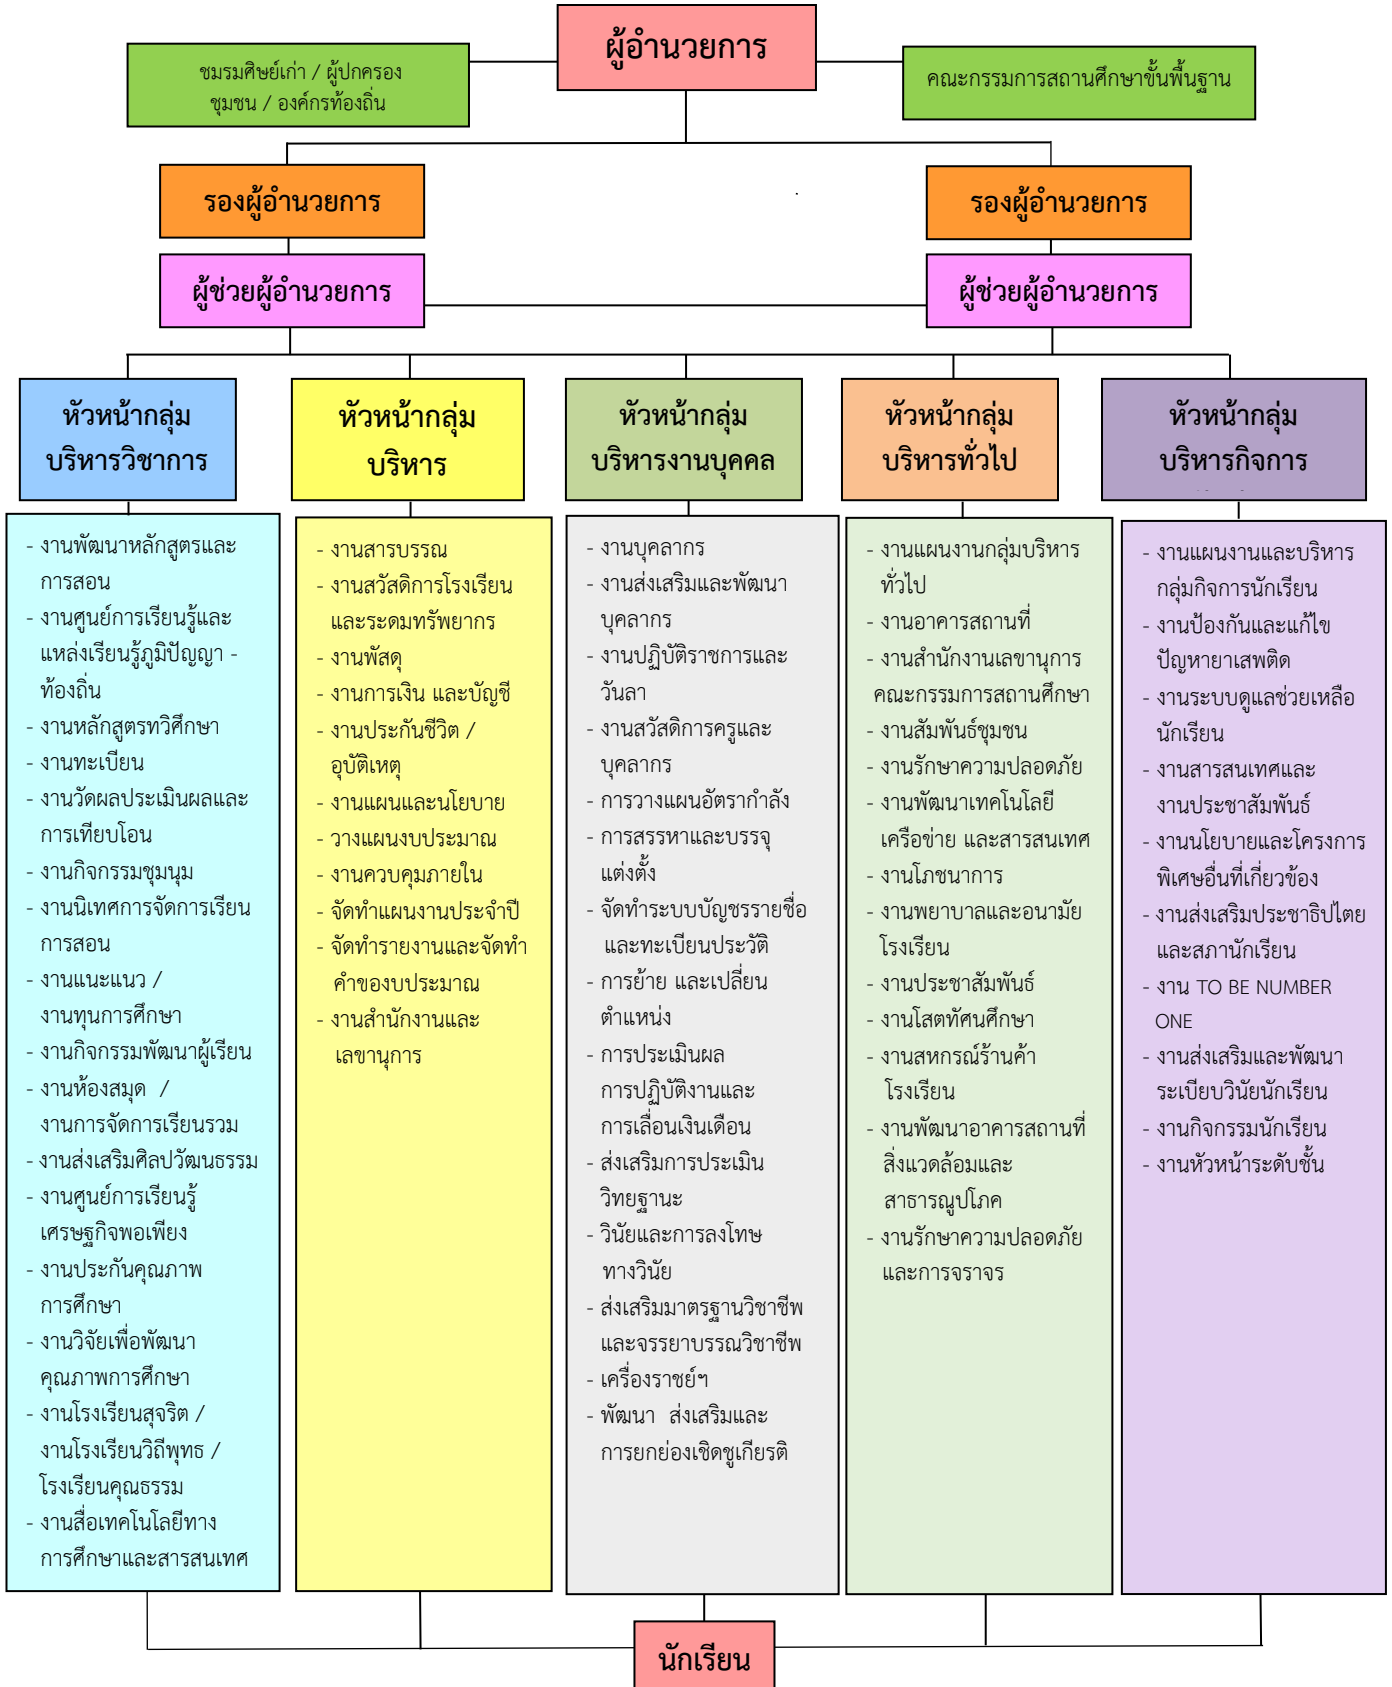 ผู้อำนวยการ
ชมรมศิษย์เก่า / ผู้ปกครอง
ชุมชน / องค์กรท้องถิ่น
คณะกรรมการสถานศึกษาขั้นพื้นฐาน
รองผู้อำนวยการ
รองผู้อำนวยการ
ผู้ช่วยผู้อำนวยการ
ผู้ช่วยผู้อำนวยการ
หัวหน้ากลุ่ม
บริหารวิชาการ
หัวหน้ากลุ่ม
บริหาร
หัวหน้ากลุ่ม
บริหารงานบุคคล
หัวหน้ากลุ่ม
บริหารทั่วไป
หัวหน้ากลุ่ม
บริหารกิจการ
- งานพัฒนาหลักสูตรและ
การสอน
- งานศูนย์การเรียนรู้และ
แหล่งเรียนรู้ภูมิปัญญา -
ท้องถิ่น
- งานหลักสูตรทวิศึกษา
- งานทะเบียน
- งานวัดผลประเมินผลและ
การเทียบโอน
- งานกิจกรรมชุมนุม
- งานนิเทศการจัดการเรียน
การสอน
- งานแนะแนว /
งานทุนการศึกษา
- งานกิจกรรมพัฒนาผู้เรียน
- งานห้องสมุด /
งานการจัดการเรียนรวม
- งานส่งเสริมศิลปวัฒนธรรม
- งานศูนย์การเรียนรู้
เศรษฐกิจพอเพียง
- งานประกันคุณภาพ
การศึกษา
- งานวิจัยเพื่อพัฒนา
คุณภาพการศึกษา
- งานโรงเรียนสุจริต /
งานโรงเรียนวิถีพุทธ /
โรงเรียนคุณธรรม
- งานสื่อเทคโนโลยีทาง
การศึกษาและสารสนเทศ
- งานสารบรรณ
- งานสวัสดิการโรงเรียน
และระดมทรัพยากร
- งานพัสดุ
- งานการเงิน และบัญชี
- งานประกันชีวิต /
อุบัติเหตุ
- งานแผนและนโยบาย
- วางแผนงบประมาณ
- งานควบคุมภายใน
- จัดทำแผนงานประจำปี
- จัดทำรายงานและจัดทำ
คำของบประมาณ
- งานสำนักงานและ
เลขานุการ
- งานบุคลากร
- งานส่งเสริมและพัฒนา
บุคลากร
- งานปฏิบัติราชการและ
วันลา
- งานสวัสดิการครูและ
บุคลากร
- การวางแผนอัตรากำลัง
- การสรรหาและบรรจุ
แต่งตั้ง
- จัดทำระบบบัญชรรายชื่อ
และทะเบียนประวัติ
- การย้าย และเปลี่ยน
ตำแหน่ง
- การประเมินผล
การปฏิบัติงานและ
การเลื่อนเงินเดือน
- ส่งเสริมการประเมิน
วิทยฐานะ
- วินัยและการลงโทษ
ทางวินัย
- ส่งเสริมมาตรฐานวิชาชีพ
และจรรยาบรรณวิชาชีพ
- เครื่องราชย์ฯ
- พัฒนา ส่งเสริมและ
การยกย่องเชิดชูเกียรติ
- งานแผนงานกลุ่มบริหาร
ทั่วไป
- งานอาคารสถานที่
- งานสำนักงานเลขานุการ
คณะกรรมการสถานศึกษา
- งานสัมพันธ์ชุมชน
- งานรักษาความปลอดภัย
- งานพัฒนาเทคโนโลยี
เครือข่าย และสารสนเทศ
- งานโภชนาการ
- งานพยาบาลและอนามัย
โรงเรียน
- งานประชาสัมพันธ์
- งานโสตทัศนศึกษา
- งานสหกรณ์ร้านค้า
โรงเรียน
- งานพัฒนาอาคารสถานที่
สิ่งแวดล้อมและ
สาธารณูปโภค
- งานรักษาความปลอดภัย
และการจราจร
- งานแผนงานและบริหาร
กลุ่มกิจการนักเรียน
- งานป้องกันและแก้ไข
ปัญหายาเสพติด
- งานระบบดูแลช่วยเหลือ
นักเรียน
- งานสารสนเทศและ
งานประชาสัมพันธ์
- งานนโยบายและโครงการ
พิเศษอื่นที่เกี่ยวข้อง
- งานส่งเสริมประชาธิปไตย
และสภานักเรียน
- งาน TO BE NUMBER
ONE
- งานส่งเสริมและพัฒนา
ระเบียบวินัยนักเรียน
- งานกิจกรรมนักเรียน
- งานหัวหน้าระดับชั้น
นักเรียน